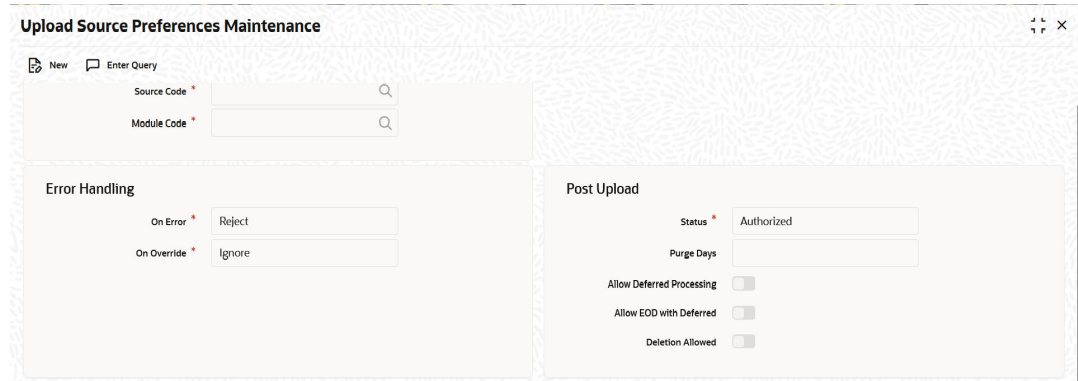 Upload Source Preferences Maintenance
New Enter Query
Source Code *
Module Code *
Error Handling
On Error * Reject
On Override * Ignore
Post Upload
Status * Authorized
Purge Days
Allow Deferred Processing
Allow EOD with Deferred
Deletion Allowed